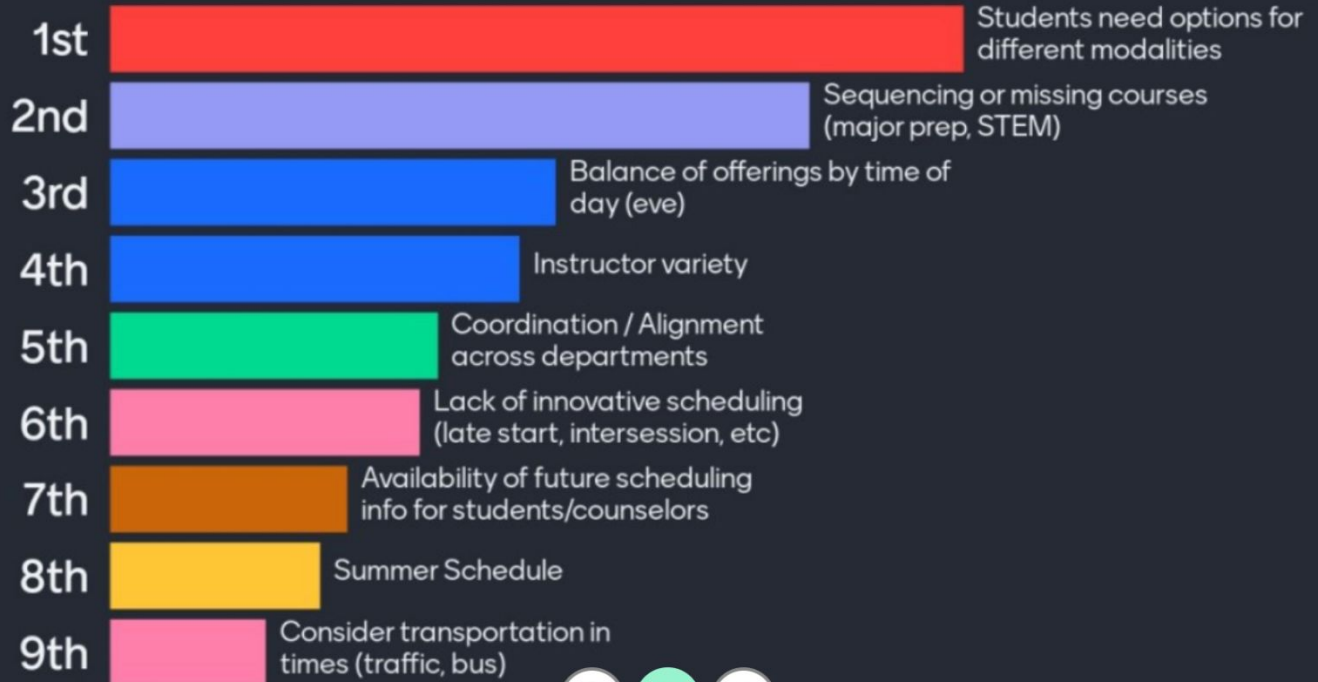 1st
Students need options for
different modalities
2nd
Sequencing or missing courses
(major prep, STEM)
3rd
Balance of offerings by time of
day (eve)
4th
Instructor variety
5th
Coordination / Alignment
across departments
6th
Lack of innovative scheduling
(late start, intersession, etc)
7th
Availability of future scheduling
info for students/counselors
8th
Summer Schedule
9th
Consider transportation in
times (traffic, bus)